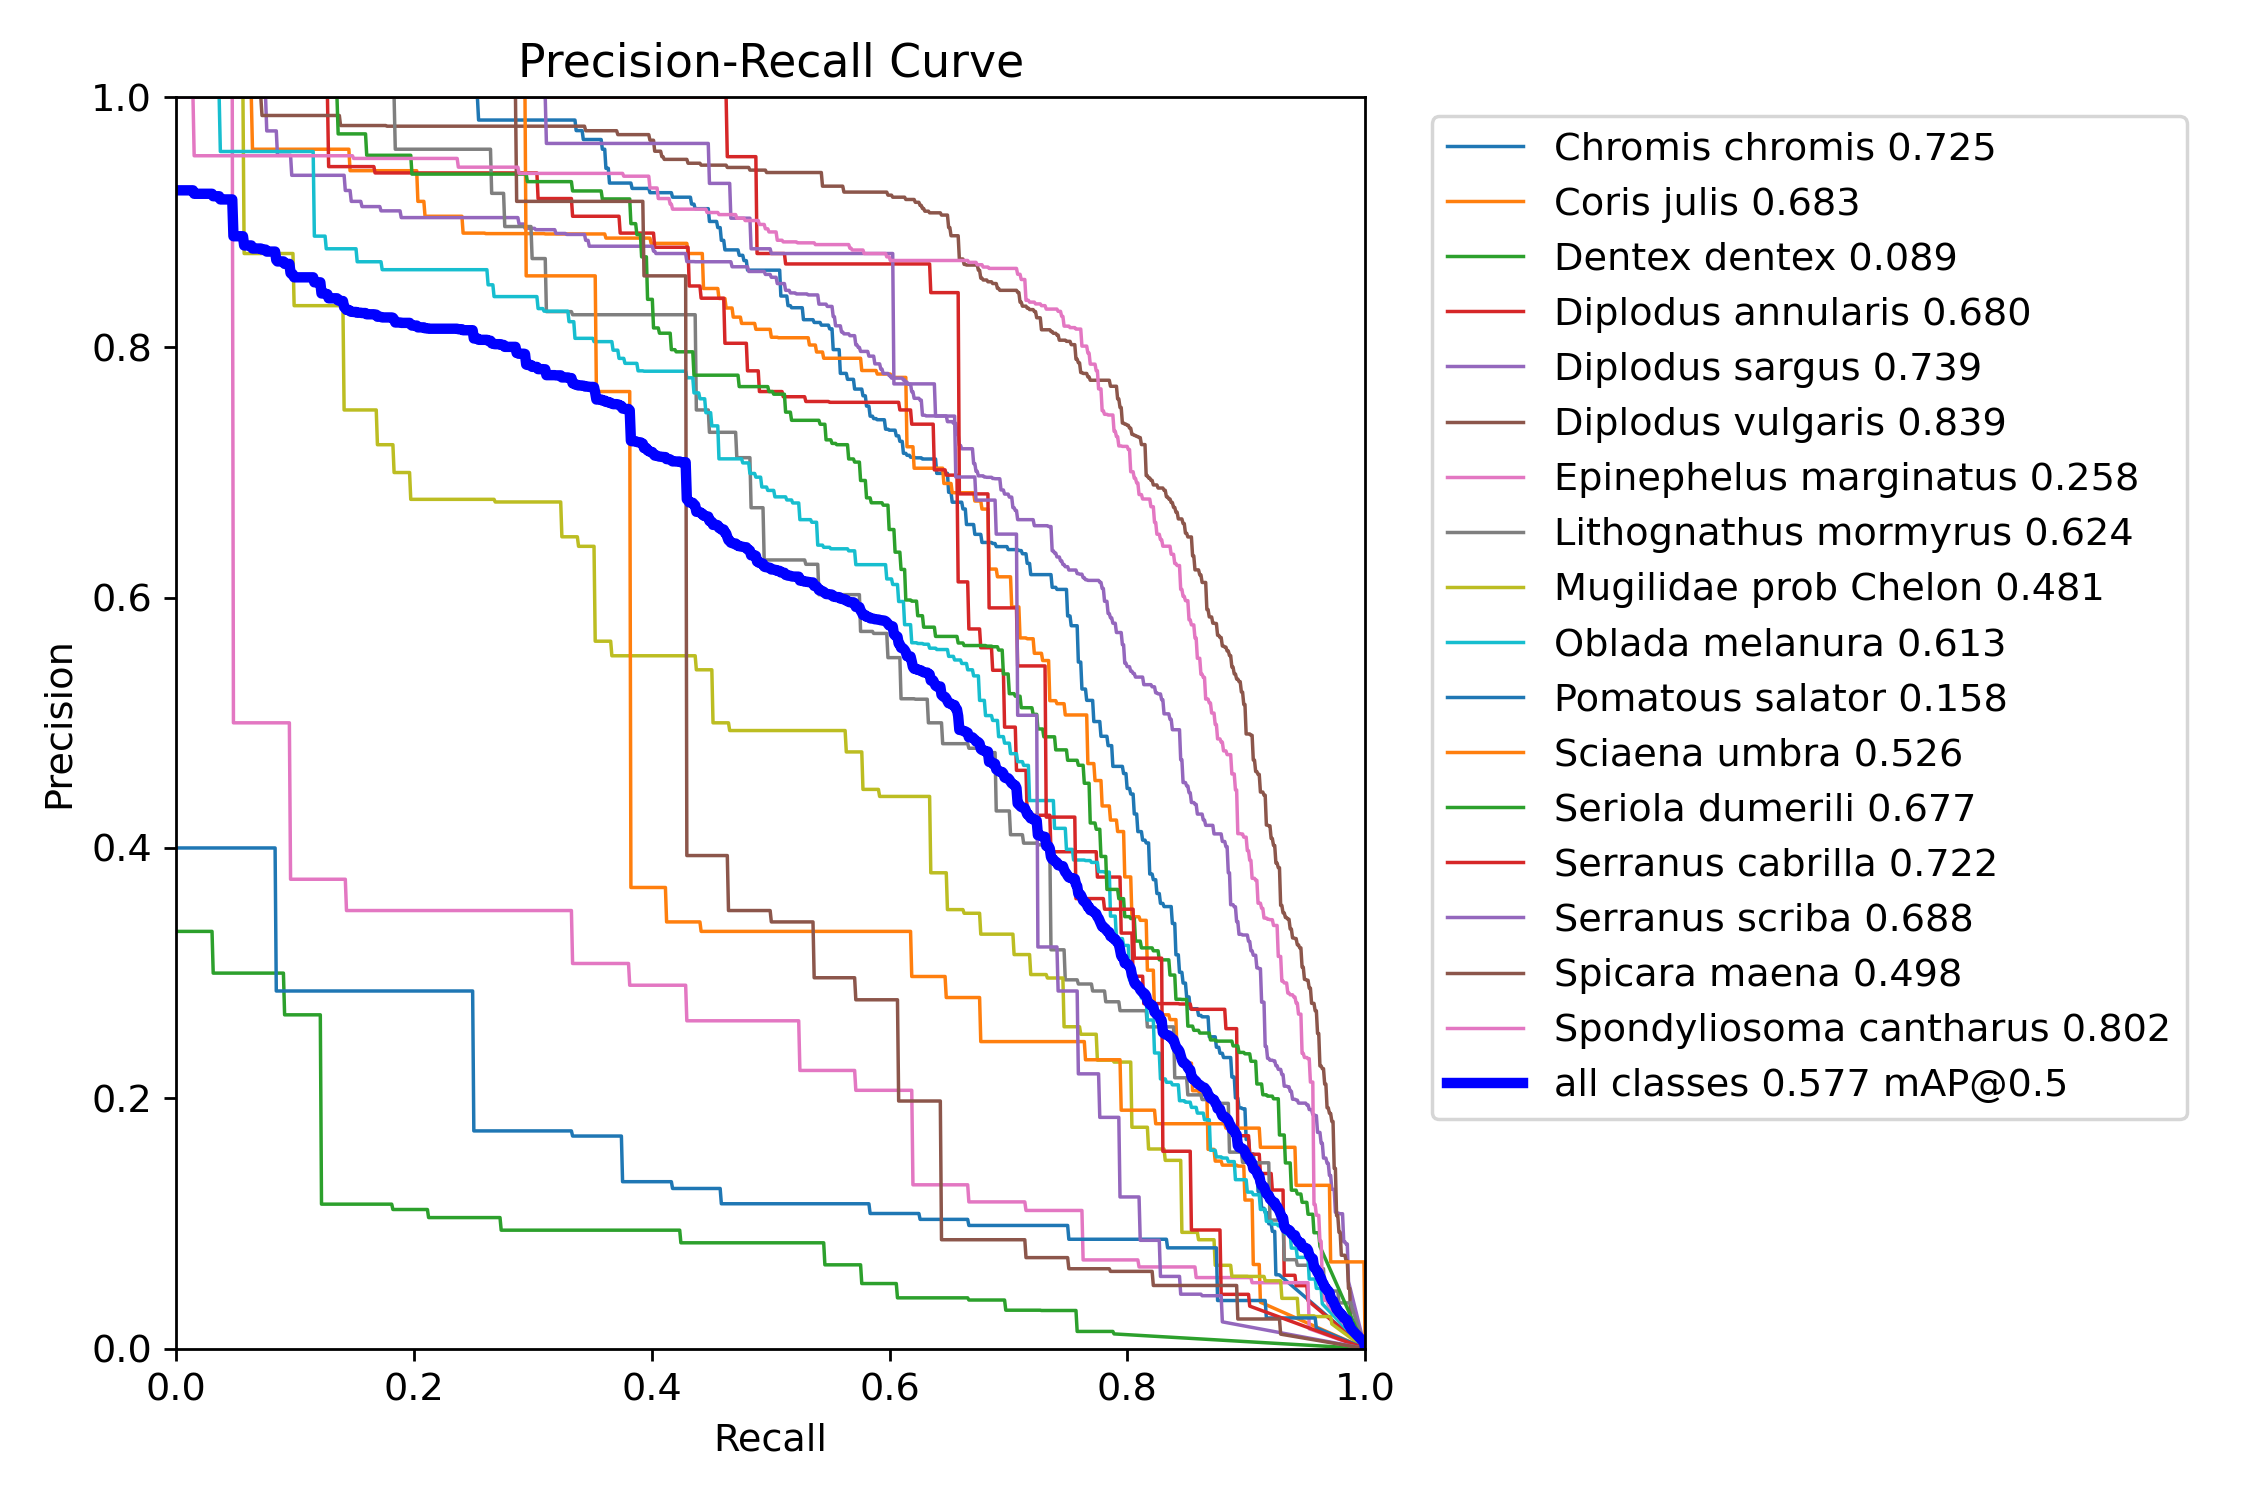 Precision-Recall Curve
1.0
0.8
0.6
0.4
0.2
0.0
Precision
0.0 0.2 0.4 0.6 0.8 1.0
Recall
Chromis chromis 0.725
Coris julis 0.683
Dentex dentex 0.089
Diplodus annularis 0.680
Diplodus sargus 0.739
Diplodus vulgaris 0.839
Epinephelus marginatus 0.258
Lithognathus mormyrus 0.624
Mugilidae prob Chelon 0.481
Oblada melanura 0.613
Pomatous salator 0.158
Sciaena umbra 0.526
Seriola dumerili 0.677
Serranus cabrilla 0.722
Serranus scriba 0.688
Spicara maena 0.498
Spondyliosoma cantharus 0.802
all classes 0.577 mAP@0.5